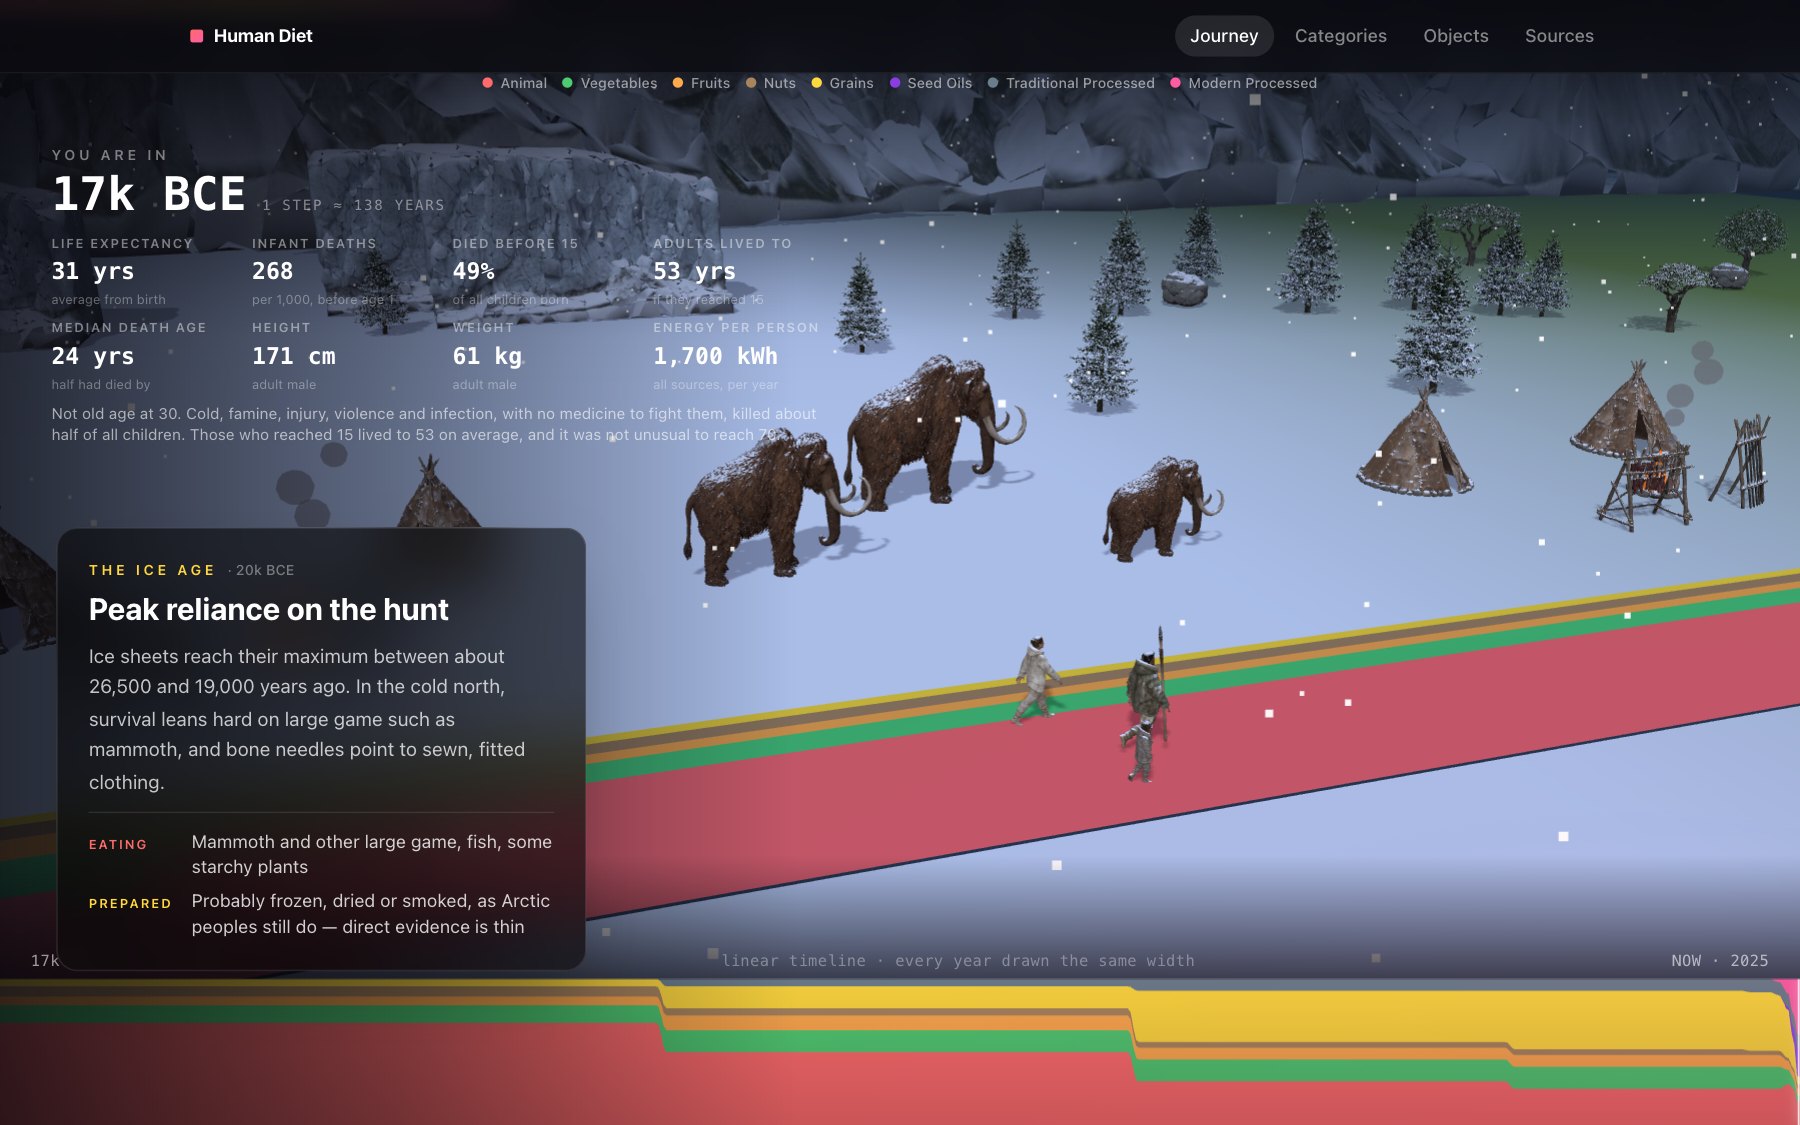 Human Diet
Journey Categories Objects Sources
Animal Vegetables Fruits Nuts Grains Seed Oils Traditional Processed Modern Processed
YOU ARE IN
17k BCE 1 STEP ≈ 138 YEARS
LIFE EXPECTANCY INFANT DEATHS DIED BEFORE 15 ADULTS LIVED TO
31 yrs 268 49% 53 yrs
average from birth per 1,000, before age 1 of all children born if they reached 15
MEDIAN DEATH AGE HEIGHT WEIGHT ENERGY PER PERSON
24 yrs 171 cm 61 kg 1,700 kWh
half had died by adult male adult male all sources, per year
Not old age at 30. Cold, famine, injury, violence and infection, with no medicine to fight them, killed about
half of all children. Those who reached 15 lived to 53 on average, and it was not unusual to reach 70.
THE ICE AGE · 20k BCE
Peak reliance on the hunt
Ice sheets reach their maximum between about
26,500 and 19,000 years ago. In the cold north,
survival leans hard on large game such as
mammoth, and bone needles point to sewn, fitted
clothing.
EATING Mammoth and other large game, fish, some
starchy plants
PREPARED Probably frozen, dried or smoked, as Arctic
peoples still do — direct evidence is thin
17k linear timeline · every year drawn the same width NOW · 2025